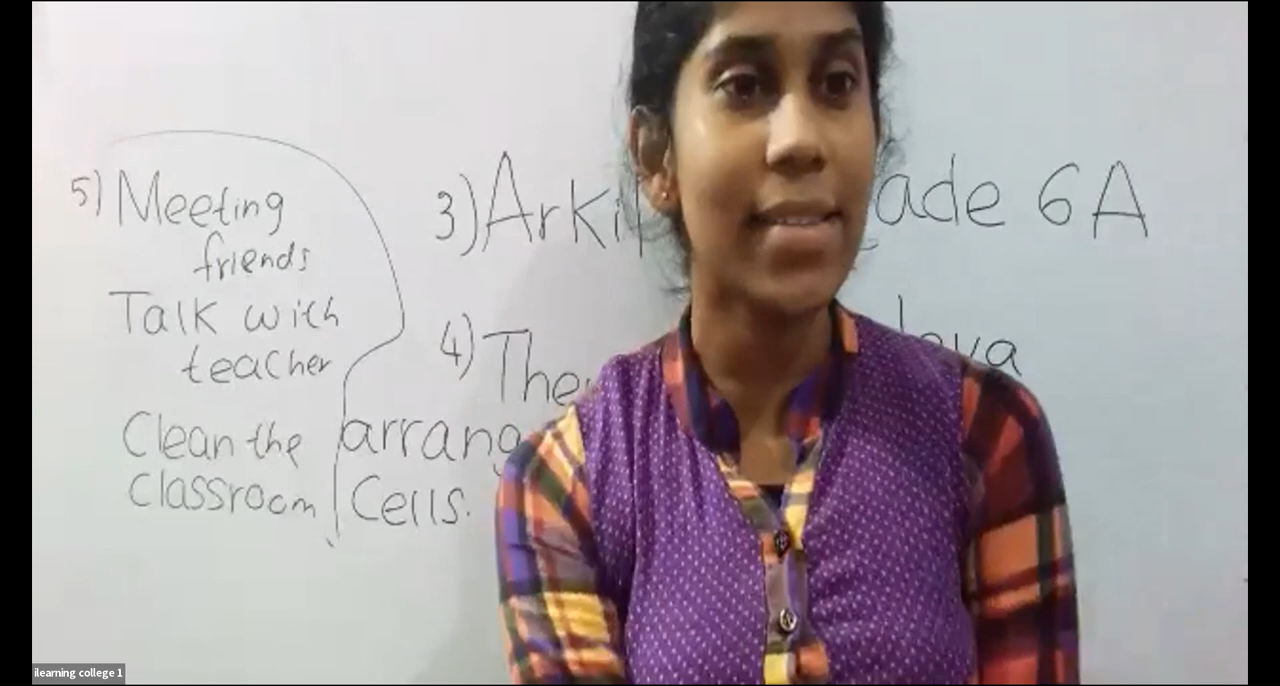 5) Meeting
friends
Talk with
teacher
Clean the
Classroom
3) Arki
ade 6A
4) The
arrang
Cells.
ilearning college 1